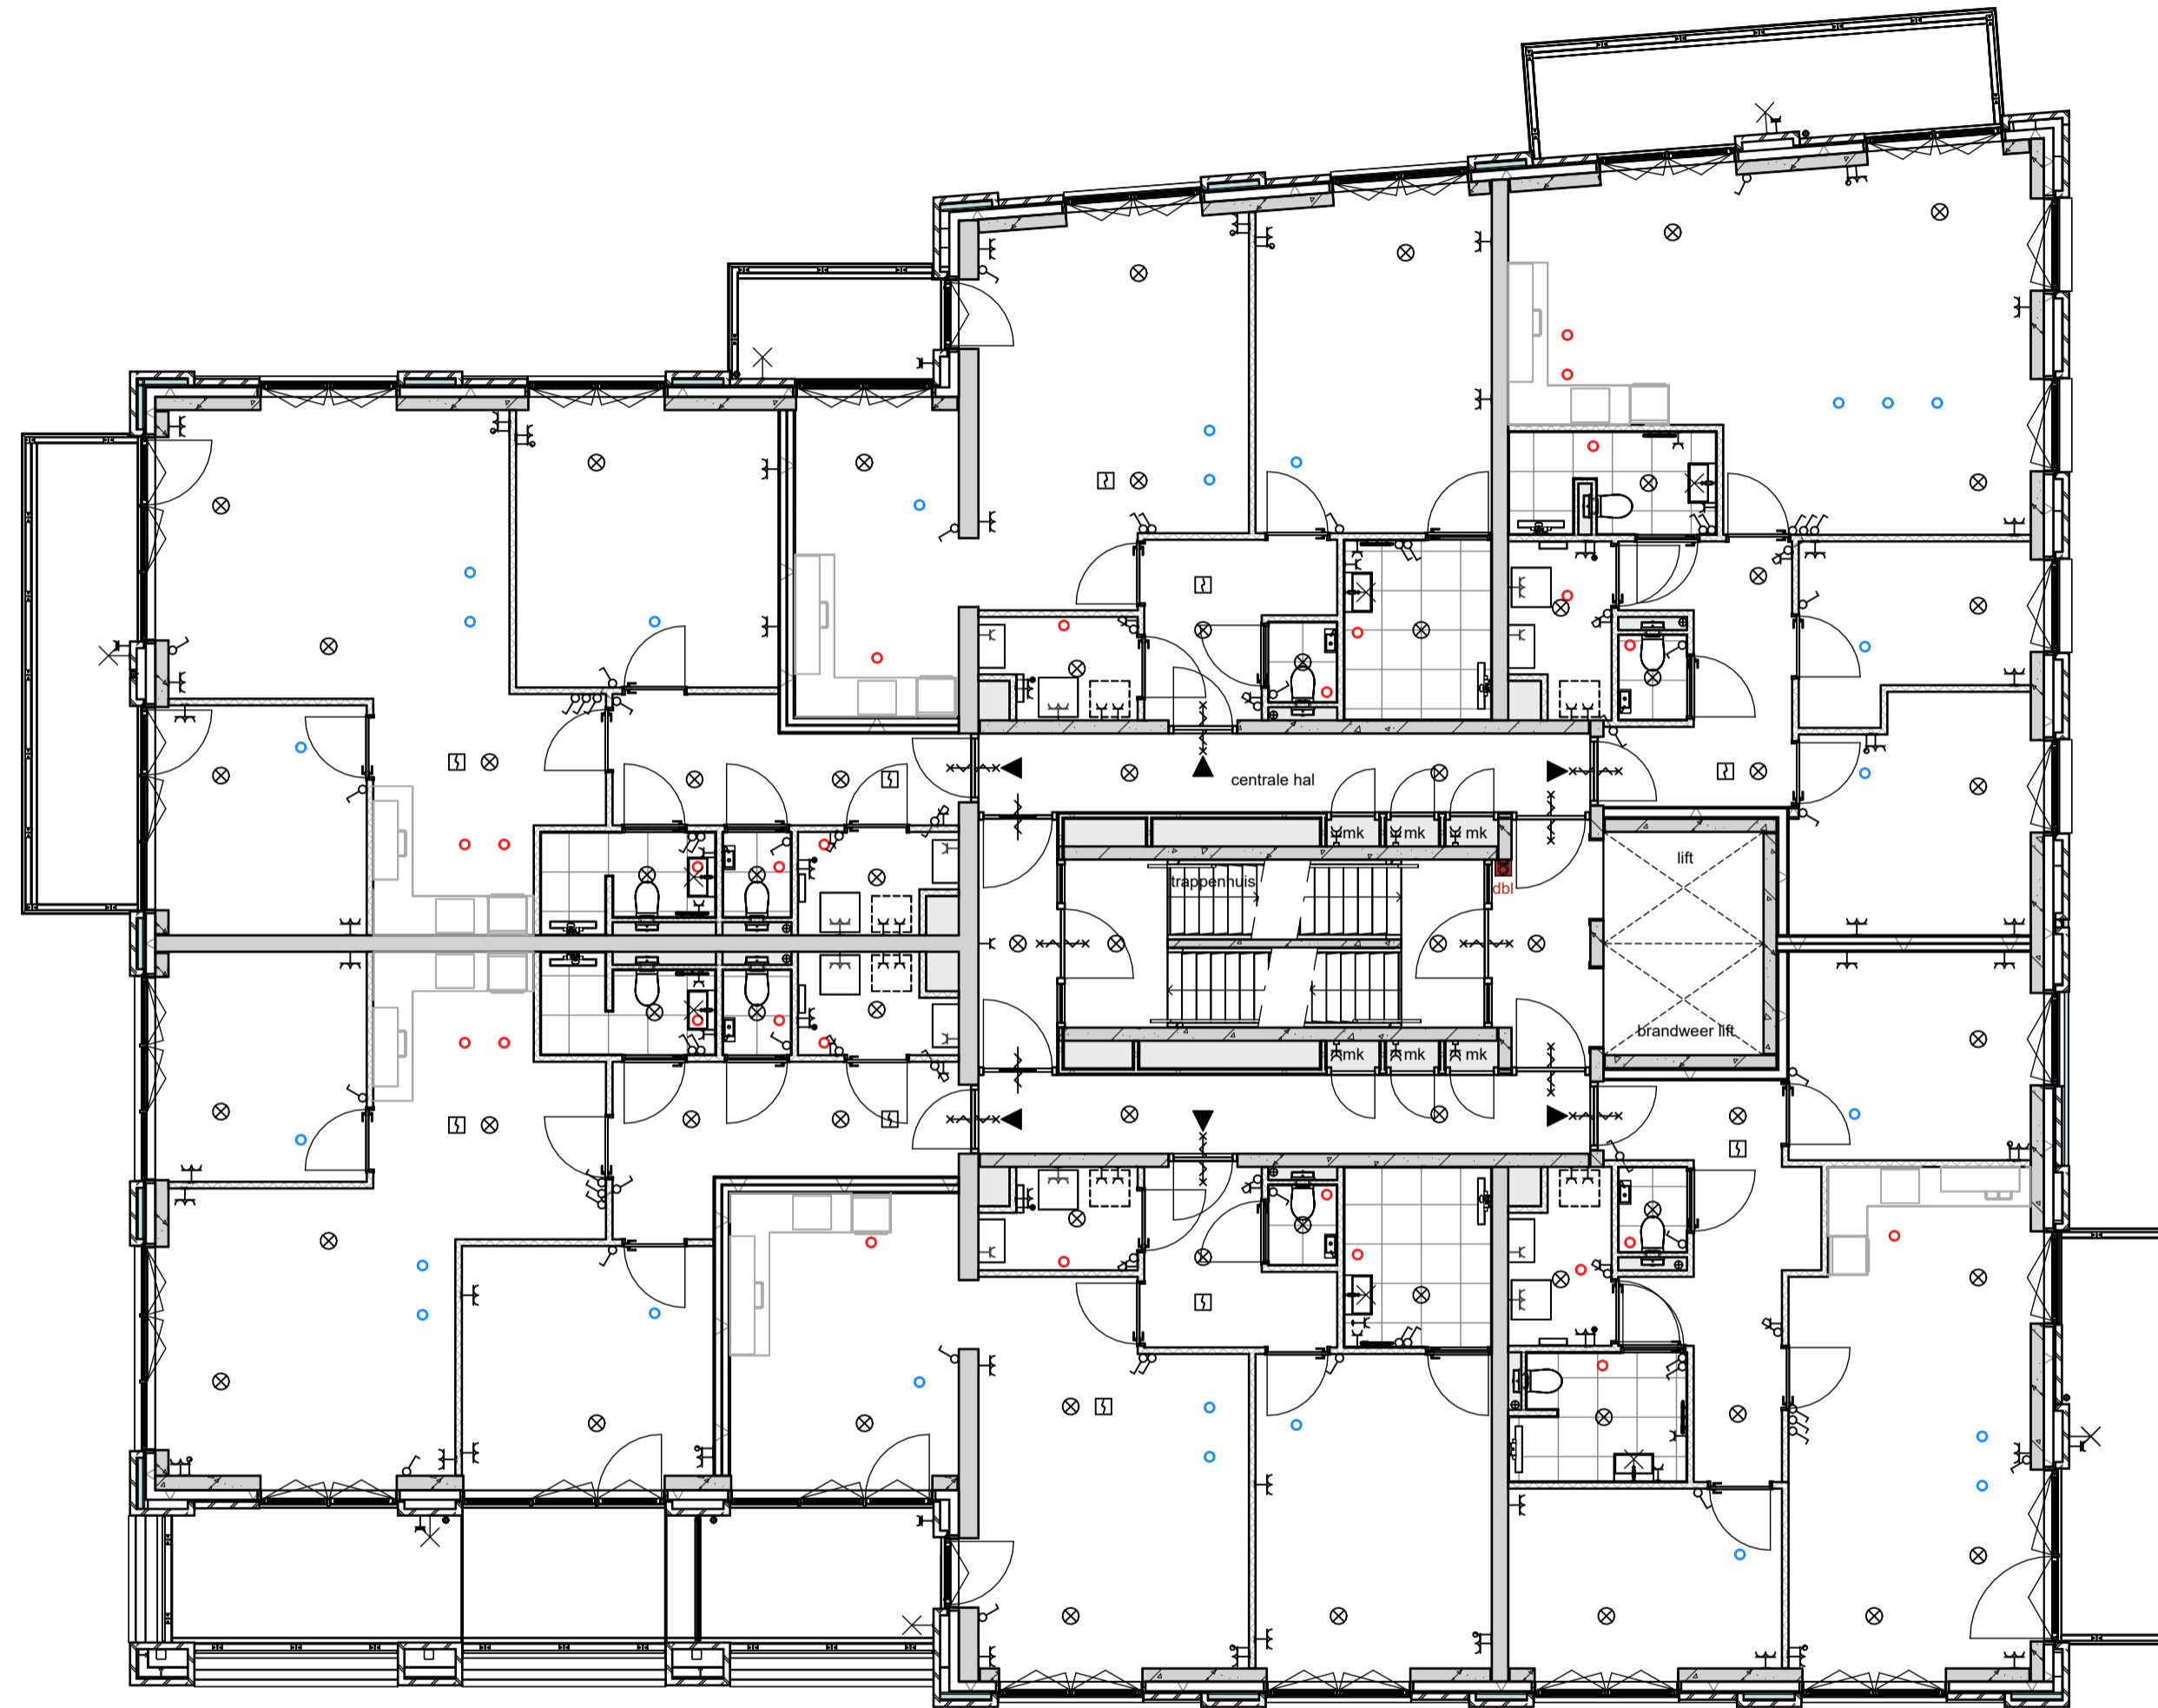 centrale hal
mk mk mk
lift
trappenhuis
dbl
brandweer lift
mk mk mk